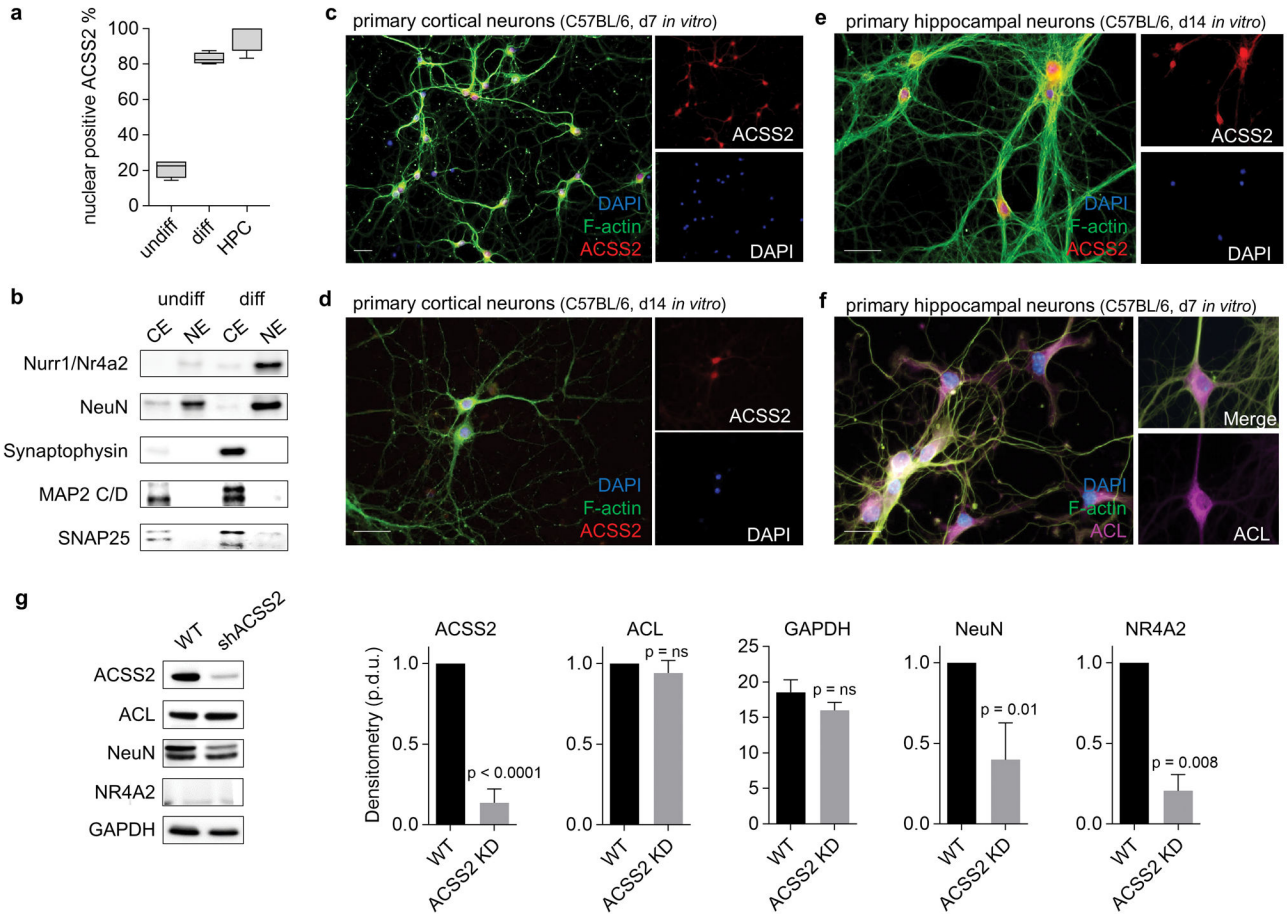 a
nuclear positive ACSS2 %
100
80
60
40
20
0
undiff
diff
HPC
b
undiff diff
CE NE CE NE
Nurr1/Nr4a2
NeuN
Synaptophysin
MAP2 C/D
SNAP25
c primary cortical neurons (C57BL/6, d7 in vitro)
DAPI
F-actin
ACSS2
ACSS2
DAPI
d primary cortical neurons (C57BL/6, d14 in vitro)
DAPI
F-actin
ACSS2
ACSS2
DAPI
e primary hippocampal neurons (C57BL/6, d14 in vitro)
DAPI
F-actin
ACSS2
ACSS2
DAPI
f primary hippocampal neurons (C57BL/6, d7 in vitro)
DAPI
F-actin
ACL
Merge
ACL
g
WT shACSS2
ACSS2
ACL
NeuN
NR4A2
GAPDH
Densitometry (p.d.u.)
ACSS2
1.0
0.5
0.0
p < 0.0001
WT
ACSS2 KD
ACL
1.0
0.5
0.0
p = ns
WT
ACSS2 KD
GAPDH
25
20
15
10
5
0
p = ns
WT
ACSS2 KD
NeuN
1.0
0.5
0.0
p = 0.01
WT
ACSS2 KD
NR4A2
1.0
0.5
0.0
p = 0.008
WT
ACSS2 KD